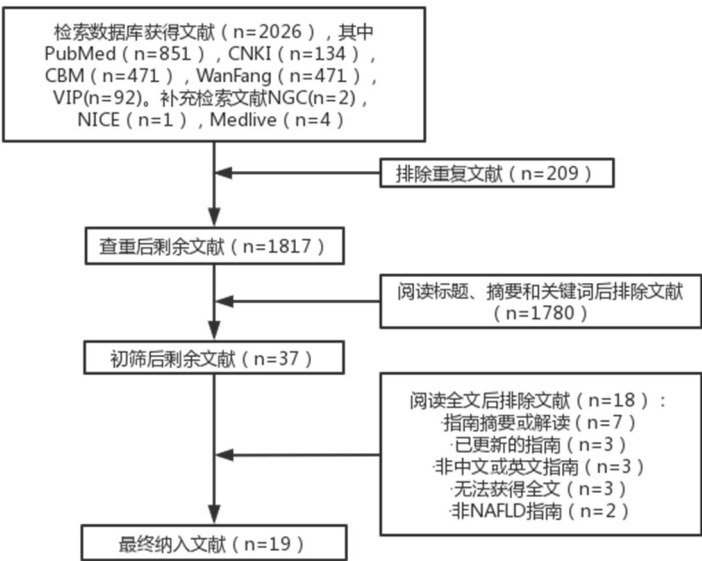 检索数据库获得文献（n=2026），其中
PubMed（n=851），CNKI（n=134），
CBM（n=471），WanFang（n=471），
VIP(n=92)。补充检索文献NGC(n=2)，
NICE（n=1），Medlive（n=4）
排除重复文献（n=209）
查重后剩余文献（n=1817）
阅读标题、摘要和关键词后排除文献
（n=1780）
初筛后剩余文献（n=37）
阅读全文后排除文献（n=18）：
·指南摘要或解读（n=7）
·已更新的指南（n=3）
·非中文或英文指南（n=3）
·无法获得全文（n=3）
·非NAFLD指南（n=2）
最终纳入文献（n=19）